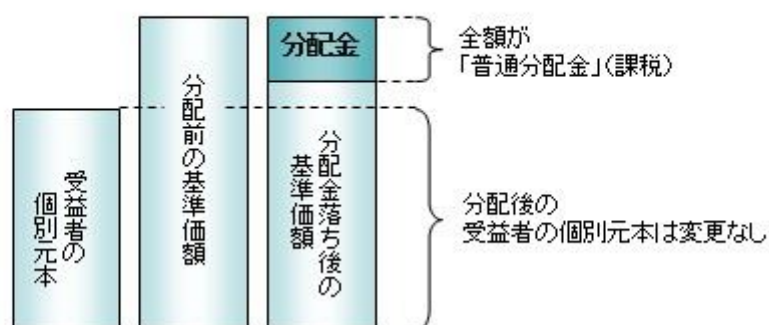 受益者の
個別元本
分配前の基準価額
分配金
分配金落ち後の
基準価額
全額が
「普通分配金」(課税)
分配後の
受益者の個別元本は変更なし